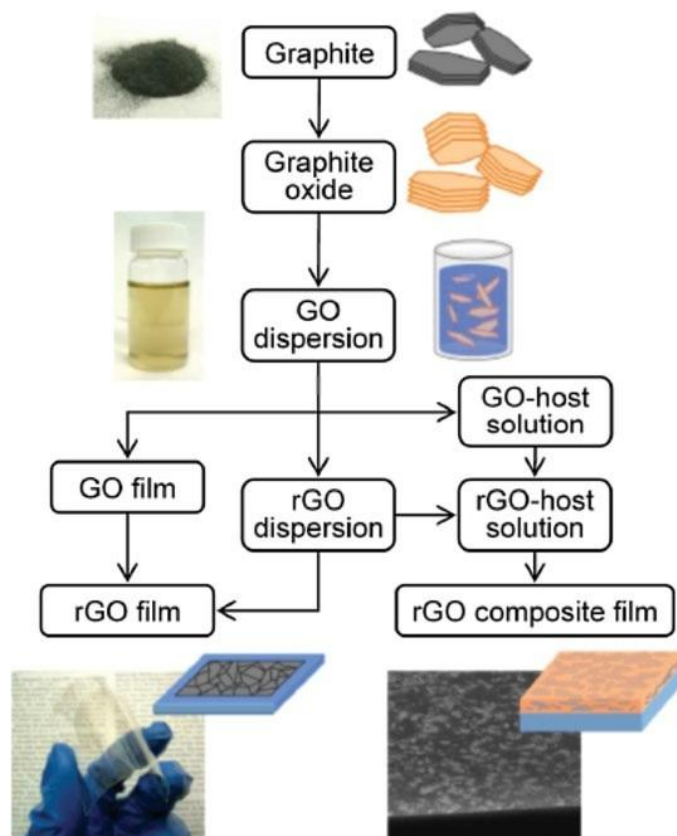 Graphite
Graphite
oxide
GO
dispersion
GO-host
solution
GO film
rGO
dispersion
rGO-host
solution
rGO film
rGO composite film